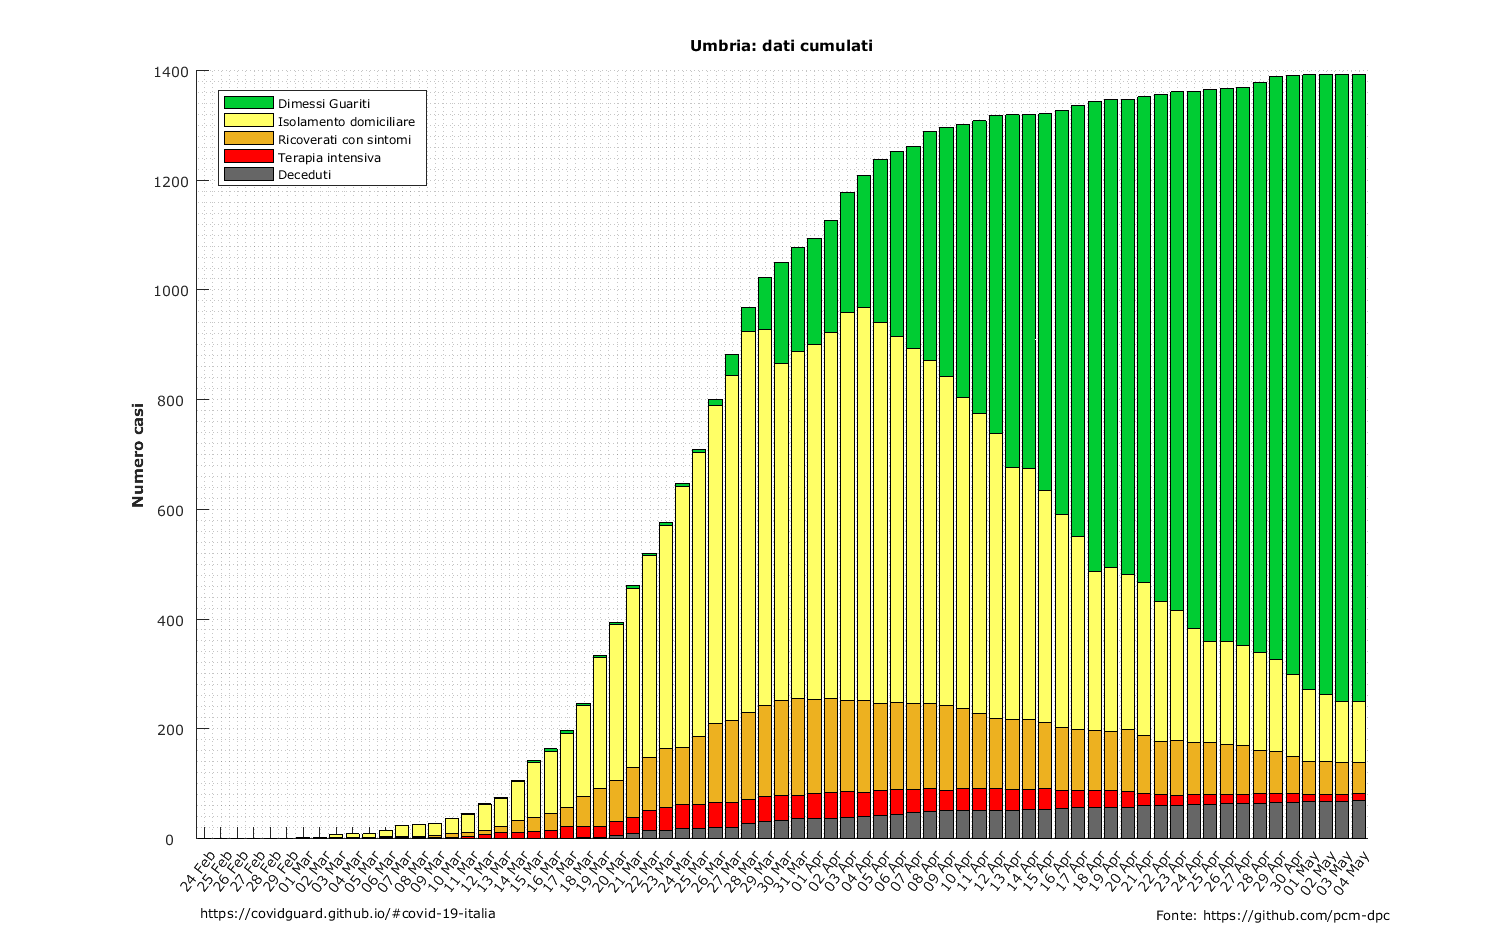 Umbria: dati cumulati
1400
1200
1000
800
600
400
200
0
Numero casi
Dimessi Guariti
Isolamento domiciliare
Ricoverati con sintomi
Terapia intensiva
Deceduti
24 Feb
25 Feb
26 Feb
27 Feb
28 Feb
29 Feb
01 Mar
02 Mar
03 Mar
04 Mar
05 Mar
06 Mar
07 Mar
08 Mar
09 Mar
10 Mar
11 Mar
12 Mar
13 Mar
14 Mar
15 Mar
16 Mar
17 Mar
18 Mar
19 Mar
20 Mar
21 Mar
22 Mar
23 Mar
24 Mar
25 Mar
26 Mar
27 Mar
28 Mar
29 Mar
30 Mar
31 Mar
01 Apr
02 Apr
03 Apr
04 Apr
05 Apr
06 Apr
07 Apr
08 Apr
09 Apr
10 Apr
11 Apr
12 Apr
13 Apr
14 Apr
15 Apr
16 Apr
17 Apr
18 Apr
19 Apr
20 Apr
21 Apr
22 Apr
23 Apr
24 Apr
25 Apr
26 Apr
27 Apr
28 Apr
29 Apr
30 Apr
01 May
02 May
03 May
04 May
https://covidguard.github.io/#covid-19-italia
Fonte: https://github.com/pcm-dpc